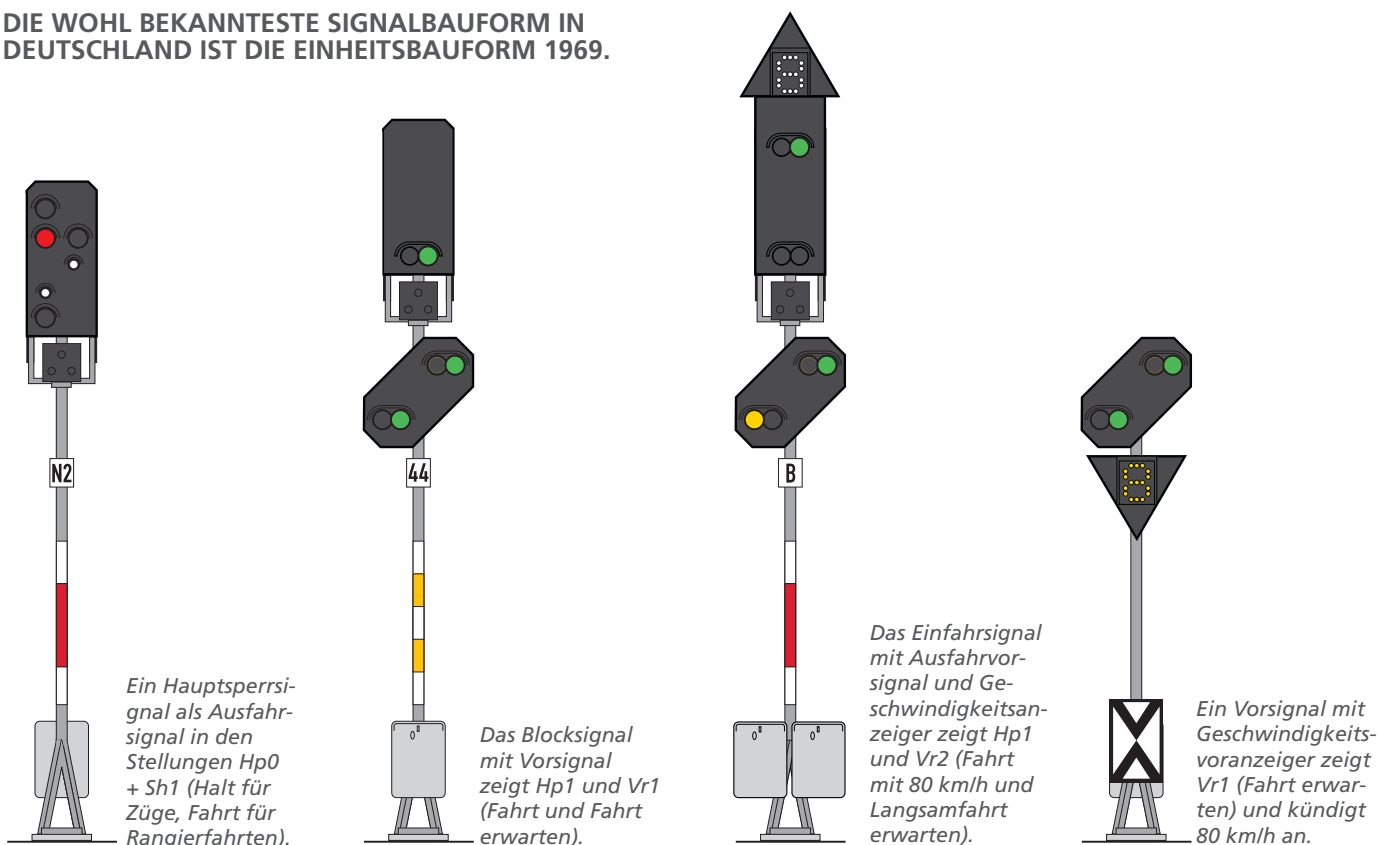 DIE WOHL BEKANNTESTE SIGNALBAUFORM IN
DEUTSCHLAND IST DIE EINHEITSBAUFORM 1969.
8
N2
44
B
8
Ein Hauptsperrsi-
gnal als Ausfahr-
signal in den
Stellungen Hp0
+ Sh1 (Halt für
Züge, Fahrt für
Rangierfahrten).
Das Blocksignal
mit Vorsignal
zeigt Hp1 und Vr1
(Fahrt und Fahrt
erwarten).
Das Einfahrsignal
mit Ausfahrvor-
signal und Ge-
schwindigkeitsan-
zeiger zeigt Hp1
und Vr2 (Fahrt
mit 80 km/h und
Langsamfahrt
erwarten).
Ein Vorsignal mit
Geschwindigkeits-
voranzeiger zeigt
Vr1 (Fahrt erwar-
ten) und kündigt
80 km/h an.